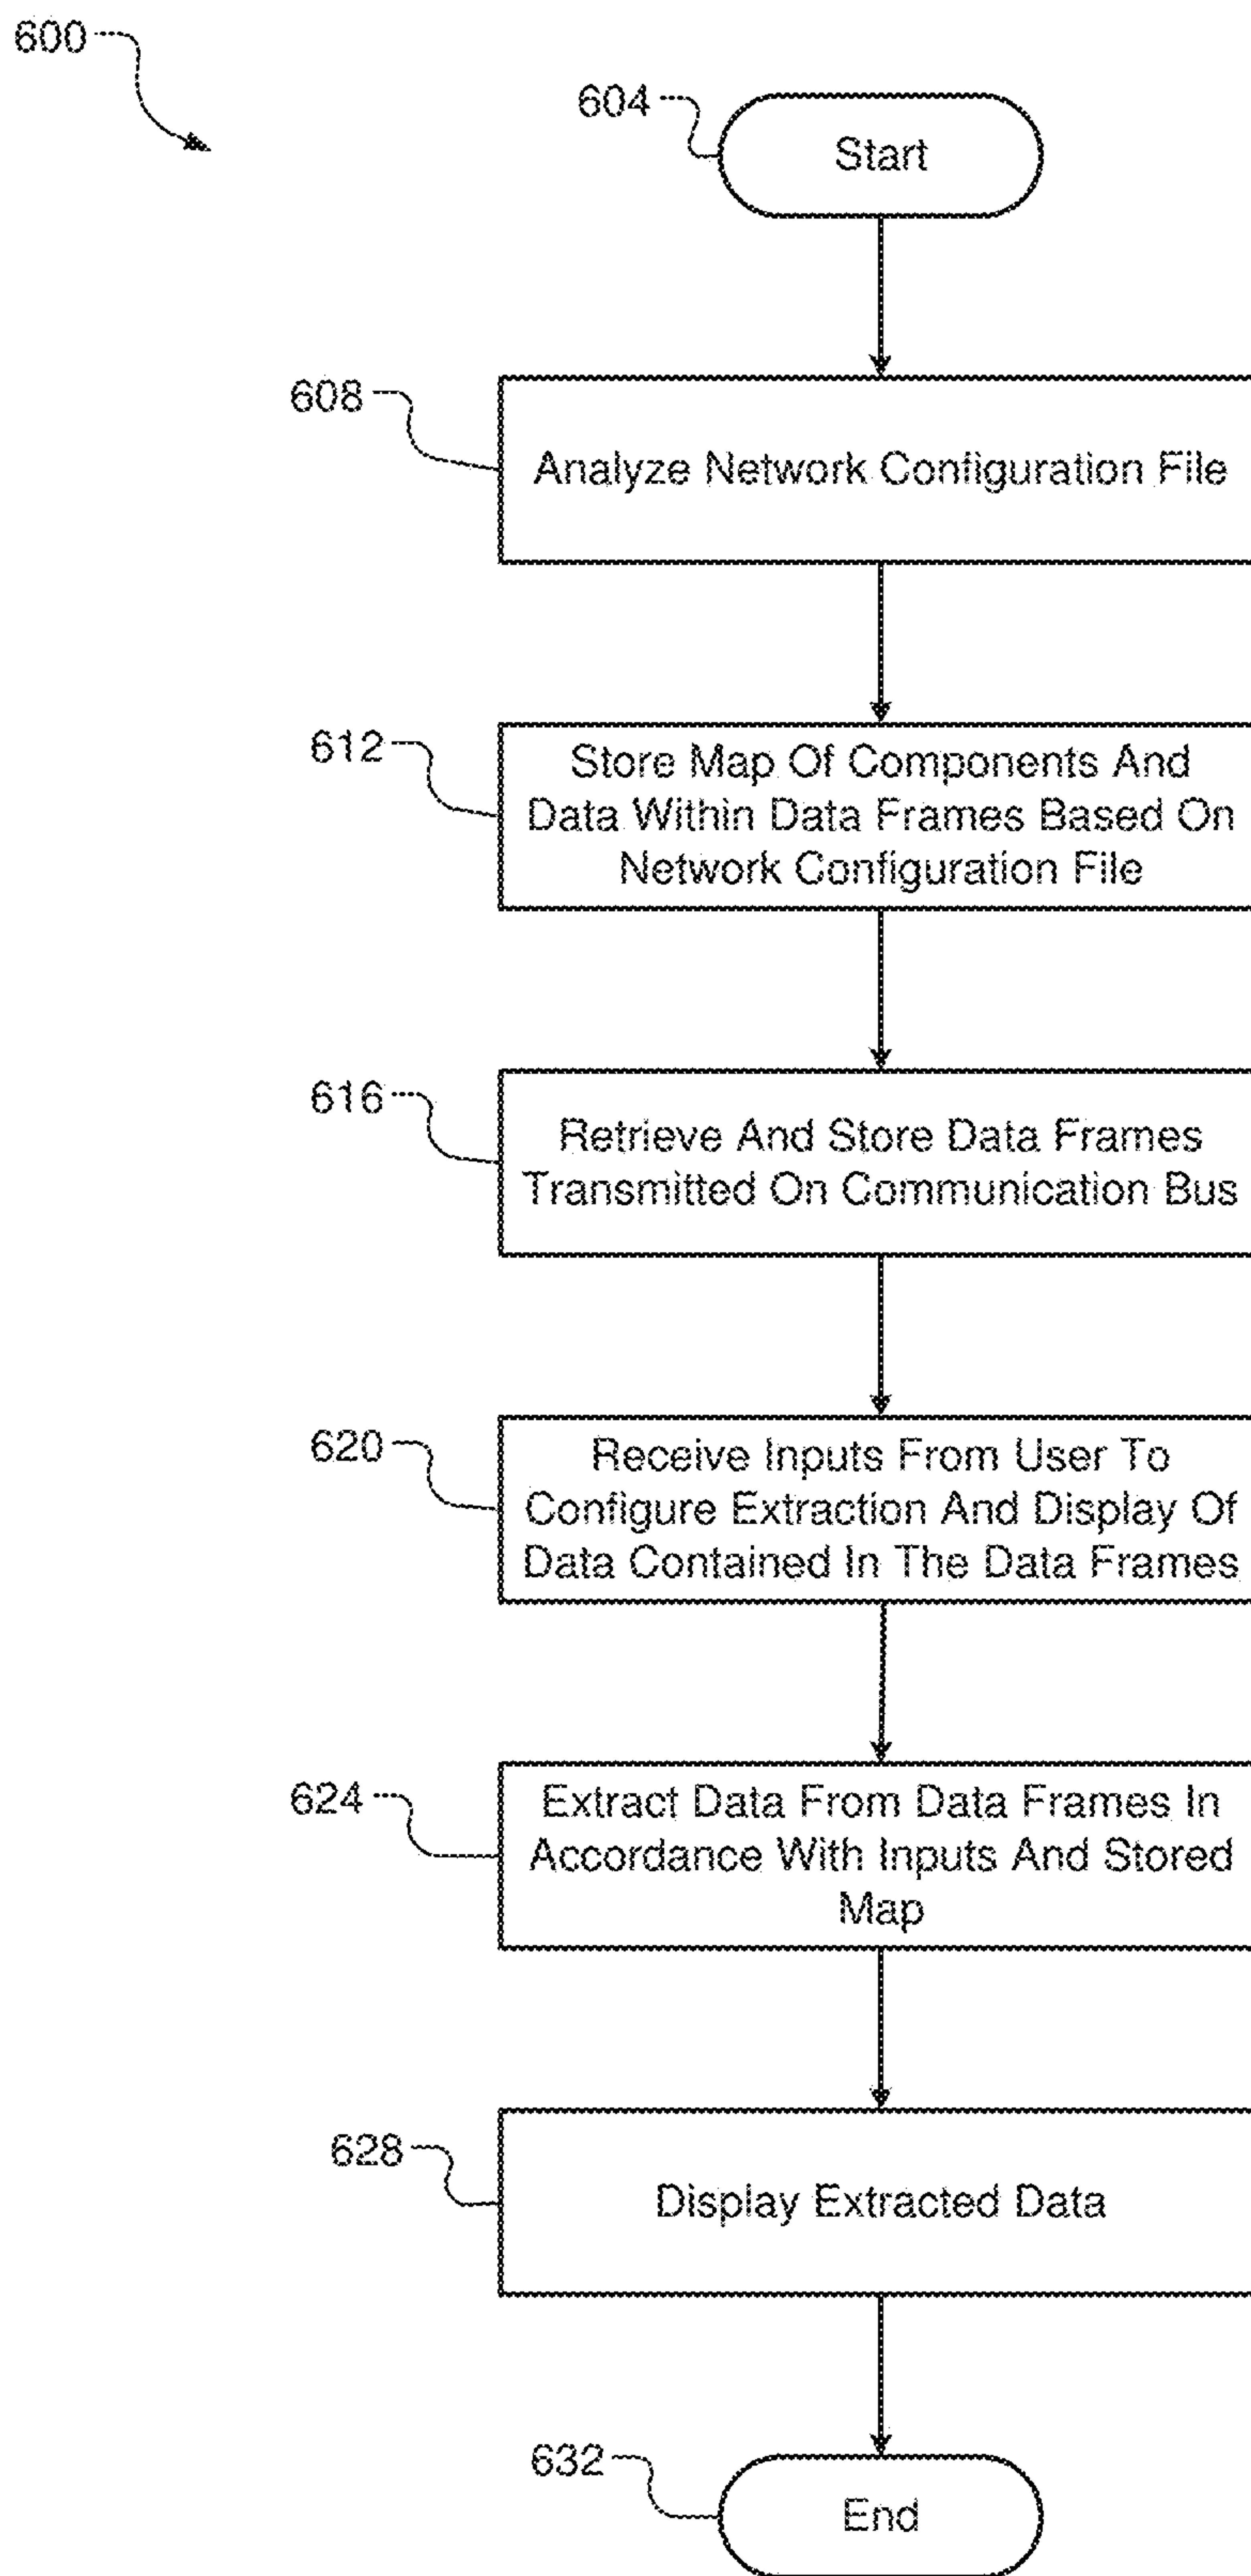 600
604
Start
608
Analyze Network Configuration File
612
Store Map Of Components And
Data Within Data Frames Based On
Network Configuration File
616
Retrieve And Store Data Frames
Transmitted On Communication Bus
620
Receive Inputs From User To
Configure Extraction And Display Of
Data Contained In The Data Frames
624
Extract Data From Data Frames In
Accordance With Inputs And Stored
Map
628
Display Extracted Data
632
End